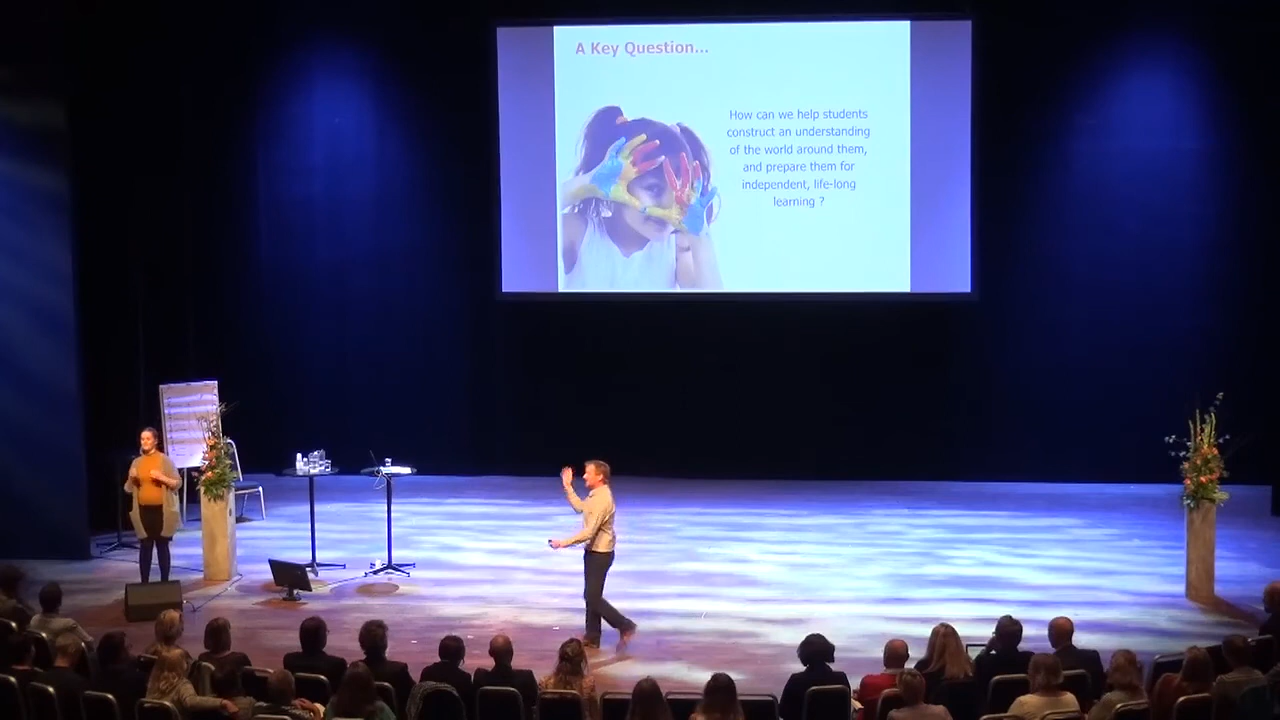 A Key Question...
How can we help students
construct an understanding
of the world around them,
and prepare them for
independent, life-long
learning ?